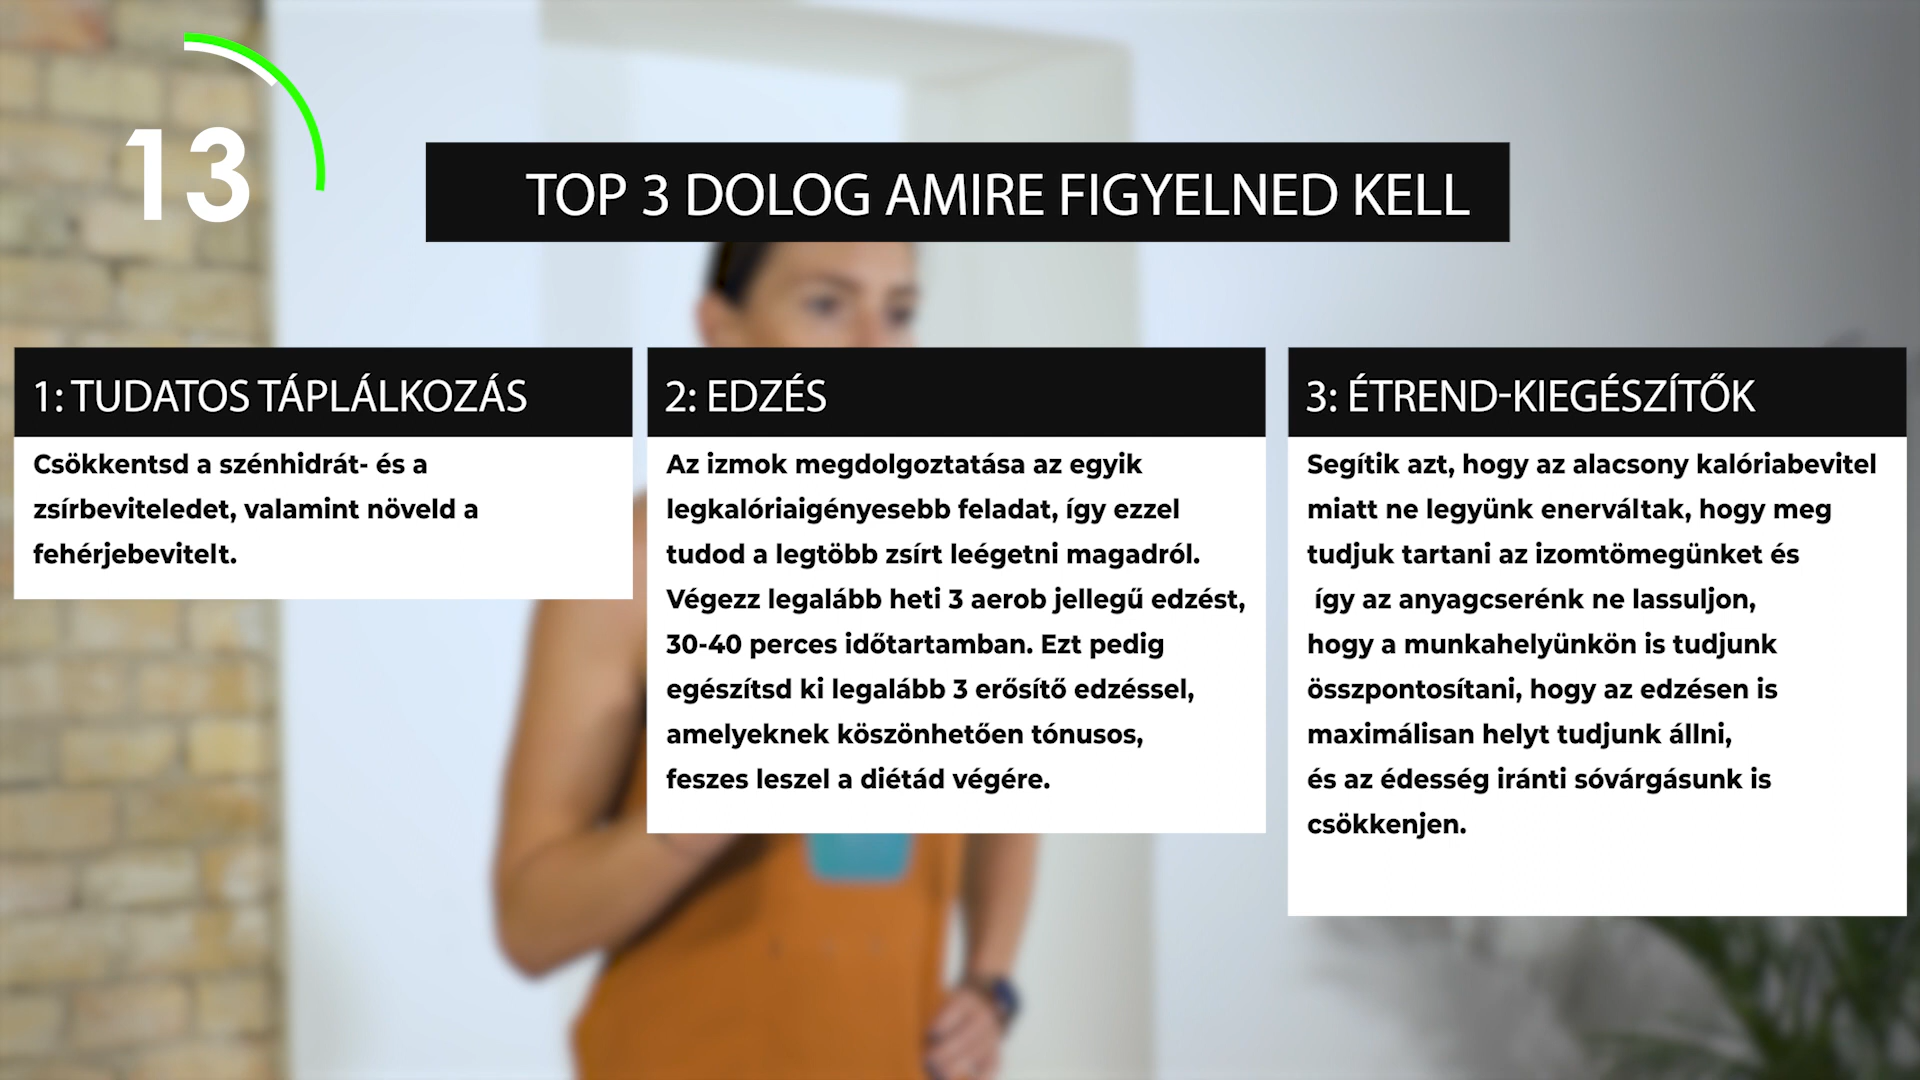 13
TOP 3 DOLOG AMIRE FIGYELNED KELL
1: TUDATOS TÁPLÁLKOZÁS
Csökkentsd a szénhidrát- és a
zsírbeviteledet, valamint növeld a
fehérjebevitelt.
2: EDZÉS
Az izmok megdolgoztatása az egyik
legkalóriaigényesebb feladat, így ezzel
tudod a legtöbb zsírt leégetni magadról.
Végezz legalább heti 3 aerob jellegű edzést,
30-40 perces időtartamban. Ezt pedig
egészítsd ki legalább 3 erősítő edzéssel,
amelyeknek köszönhetően tónusos,
feszes leszel a diétád végére.
3: ÉTREND-KIEGÉSZÍTŐK
Segítik azt, hogy az alacsony kalóriabevitel
miatt ne legyünk enerváltak, hogy meg
tudjuk tartani az izomtömegünket és
így az anyagcserénk ne lassuljon,
hogy a munkahelyünkön is tudjunk
összpontosítani, hogy az edzésen is
maximálisan helyt tudjunk állni,
és az édesség iránti sóvárgásunk is
csökkenjen.